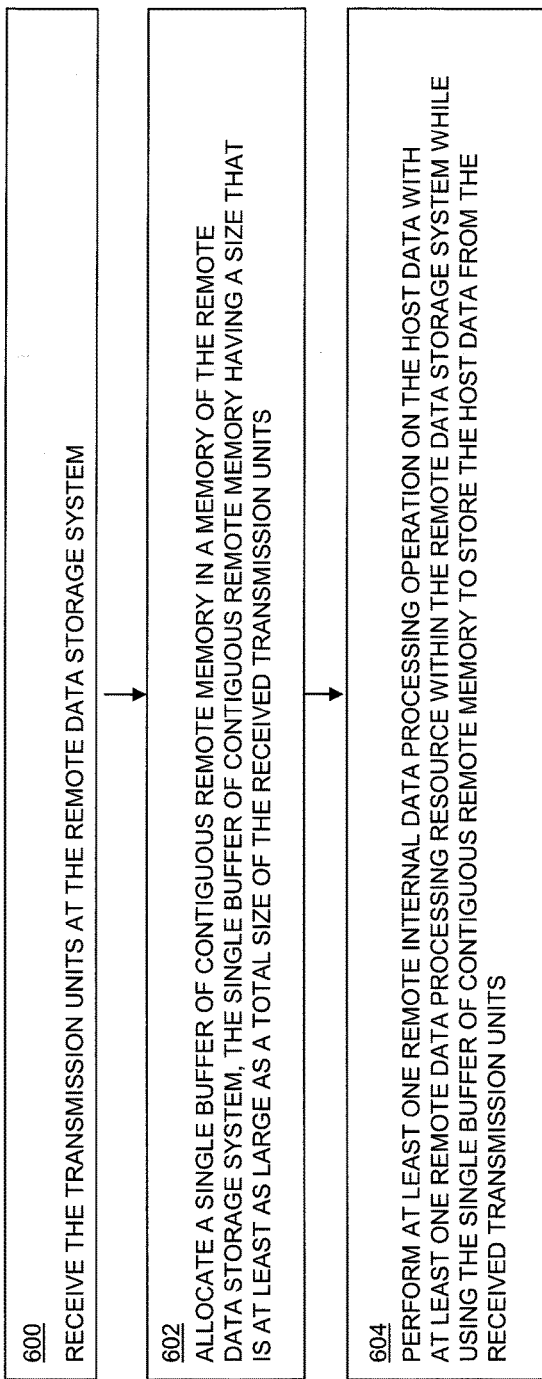 600
RECEIVE THE TRANSMISSION UNITS AT THE REMOTE DATA STORAGE SYSTEM
602
ALLOCATE A SINGLE BUFFER OF CONTIGUOUS REMOTE MEMORY IN A MEMORY OF THE REMOTE
DATA STORAGE SYSTEM, THE SINGLE BUFFER OF CONTIGUOUS REMOTE MEMORY HAVING A SIZE THAT
IS AT LEAST AS LARGE AS A TOTAL SIZE OF THE RECEIVED TRANSMISSION UNITS
604
PERFORM AT LEAST ONE REMOTE INTERNAL DATA PROCESSING OPERATION ON THE HOST DATA WITH
AT LEAST ONE REMOTE DATA PROCESSING RESOURCE WITHIN THE REMOTE DATA STORAGE SYSTEM WHILE
USING THE SINGLE BUFFER OF CONTIGUOUS REMOTE MEMORY TO STORE THE HOST DATA FROM THE
RECEIVED TRANSMISSION UNITS